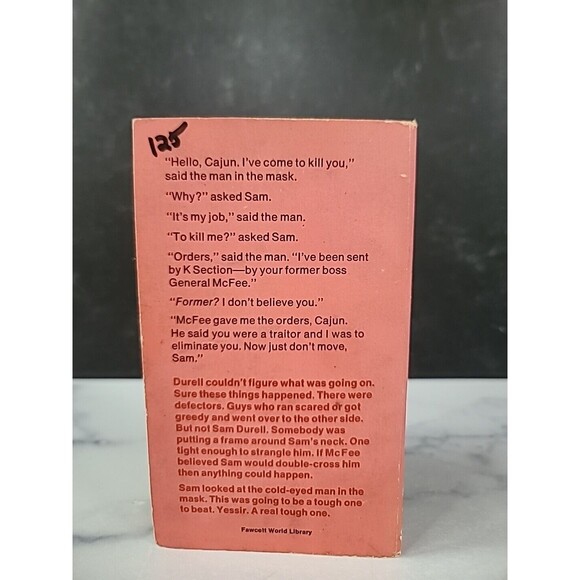 125
"Hello, Cajun. I've come to kill you,"
said the man in the mask.
"Why?" asked Sam.
"It's my job," said the man.
"To kill me?" asked Sam.
"Orders," said the man. "I've been sent
by K Section—by your former boss
General McFee."
"Former? I don't believe you."
"McFee gave me the orders, Cajun.
He said you were a traitor and I was to
eliminate you. Now just don't move,
Sam."
Durell couldn't figure what was going on.
Sure these things happened. There were
defectors. Guys who ran scared or got
greedy and went over to the other side.
But not Sam Durell. Somebody was
putting a frame around Sam's neck. One
tight enough to strangle him. If McFee
believed Sam would double-cross him
then anything could happen.
Sam looked at the cold-eyed man in the
mask. This was going to be a tough one
to beat. Yessir. A real tough one.
Fawcett World Library